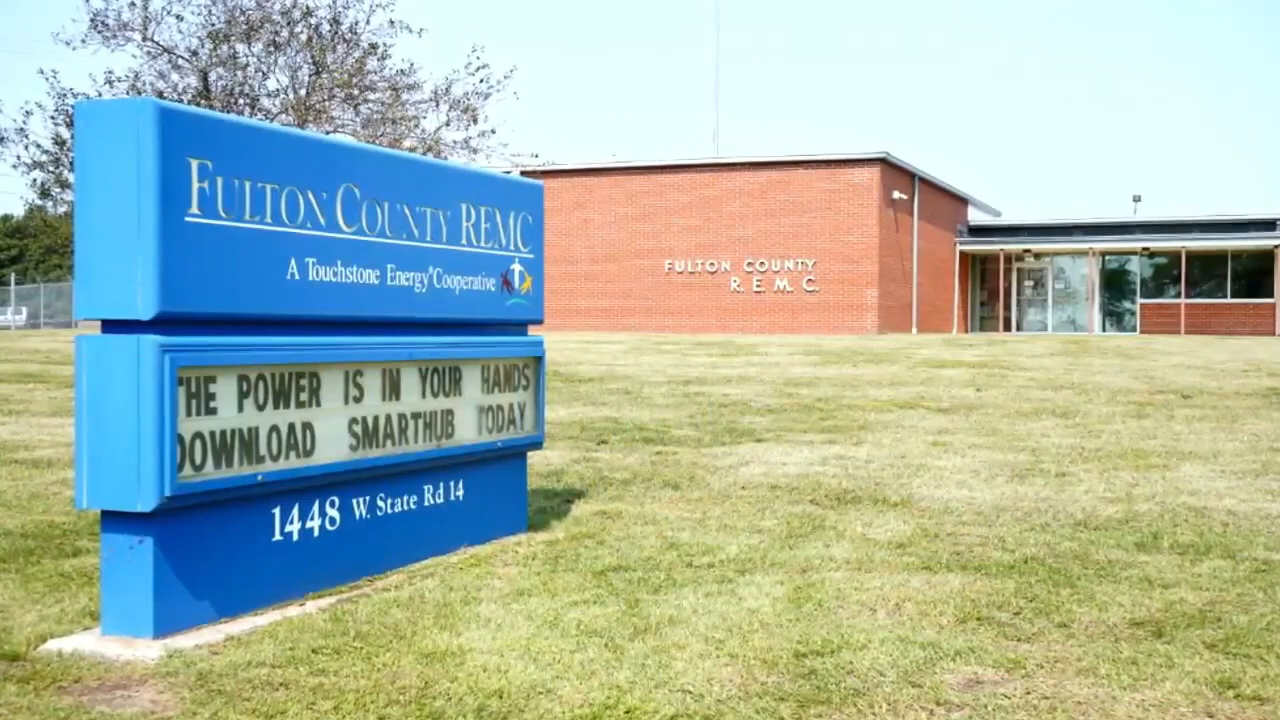 FULTON COUNTY REMC
A Touchstone Energy® Cooperative
THE POWER IS IN YOUR HANDS
DOWNLOAD SMARTHUB TODAY
1448 W. State Rd 14
FULTON COUNTY
R. E. M. C.